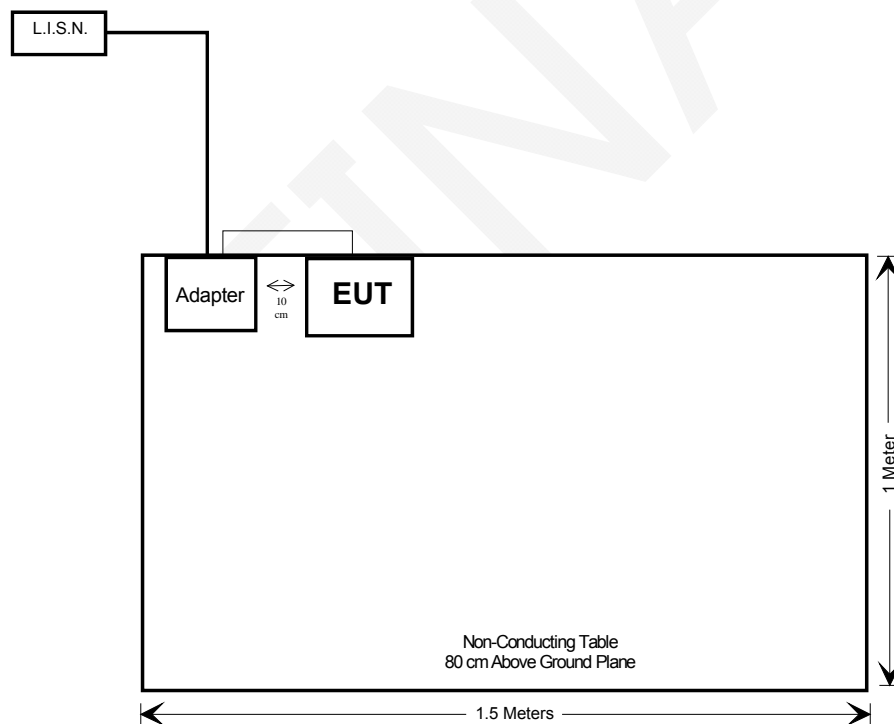 L.I.S.N.
Adapter
10
cm
EUT
1 Meter
Non-Conducting Table
80 cm Above Ground Plane
1.5 Meters